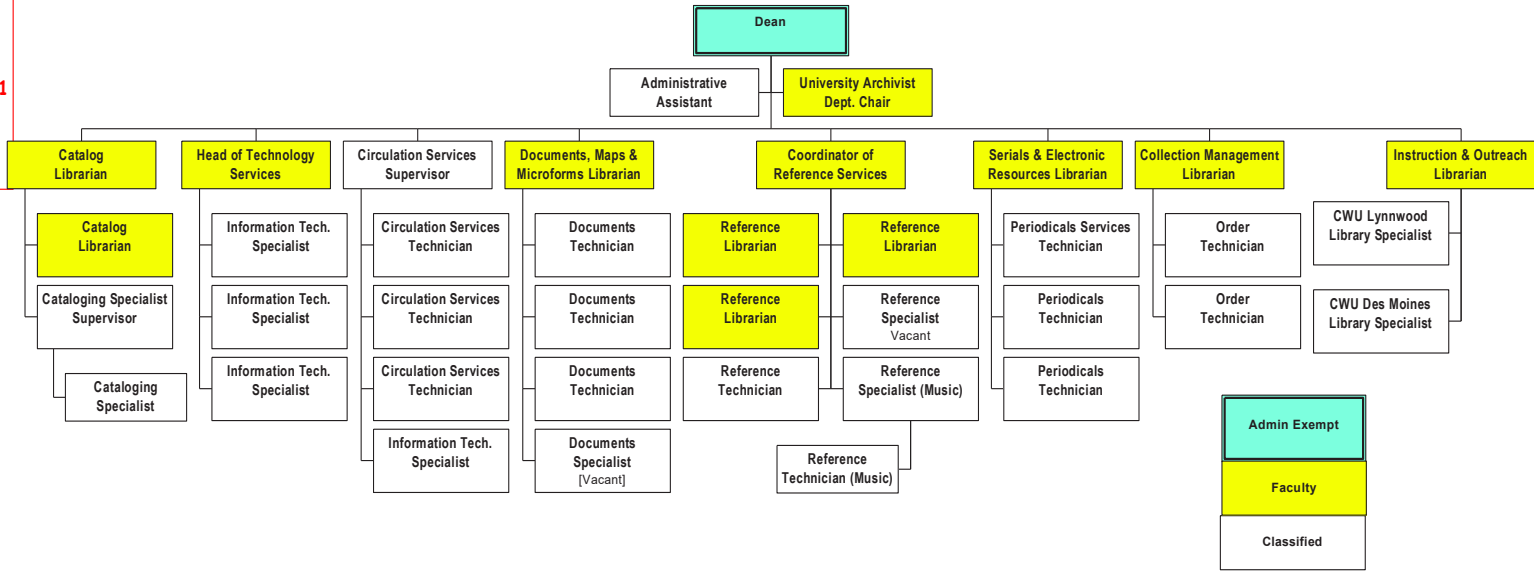 Dean
1
Administrative
Assistant
University Archivist
Dept. Chair
Catalog
Librarian
Head of Technology
Services
Circulation Services
Supervisor
Documents, Maps &
Microforms Librarian
Coordinator of
Reference Services
Serials & Electronic
Resources Librarian
Collection Management
Librarian
Instruction & Outreach
Librarian
Catalog
Librarian
Information Tech.
Specialist
Circulation Services
Technician
Documents
Technician
Reference
Librarian
Reference
Librarian
Periodicals Services
Technician
Order
Technician
CWU Lynnwood
Library Specialist
Cataloging Specialist
Supervisor
Information Tech.
Specialist
Circulation Services
Technician
Documents
Technician
Reference
Librarian
Reference
Specialist
Vacant
Periodicals
Technician
Order
Technician
CWU Des Moines
Library Specialist
Cataloging
Specialist
Information Tech.
Specialist
Circulation Services
Technician
Documents
Technician
Reference
Technician
Reference
Specialist (Music)
Periodicals
Technician
Information Tech.
Specialist
Documents
Specialist
[Vacant]
Reference
Technician (Music)
Admin Exempt
Faculty
Classified